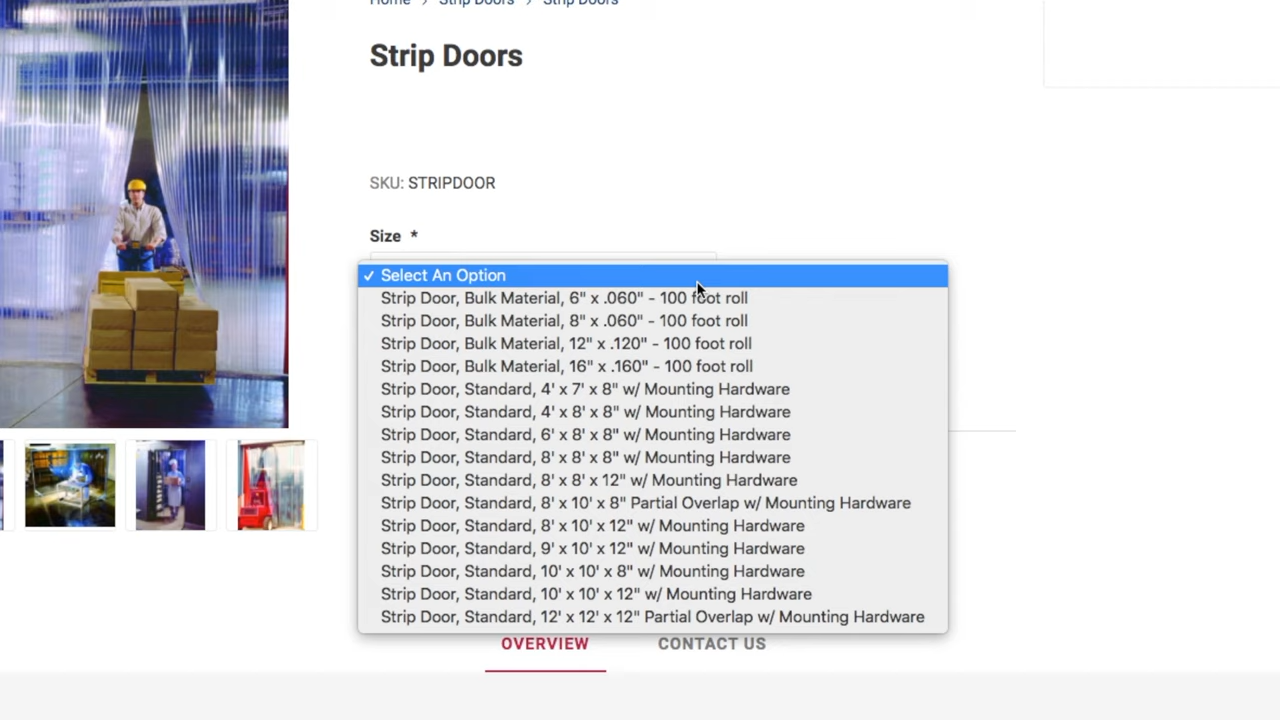 Home > Strip Doors > Strip Doors
Strip Doors
SKU: STRIPDOOR
Size *
✓ Select An Option
Strip Door, Bulk Material, 6" x .060" - 100 foot roll
Strip Door, Bulk Material, 8" x .060" - 100 foot roll
Strip Door, Bulk Material, 12" x .120" - 100 foot roll
Strip Door, Bulk Material, 16" x .160" - 100 foot roll
Strip Door, Standard, 4' x 7' x 8" w/ Mounting Hardware
Strip Door, Standard, 4' x 8' x 8" w/ Mounting Hardware
Strip Door, Standard, 6' x 8' x 8" w/ Mounting Hardware
Strip Door, Standard, 8' x 8' x 8" w/ Mounting Hardware
Strip Door, Standard, 8' x 8' x 12" w/ Mounting Hardware
Strip Door, Standard, 8' x 10' x 8" Partial Overlap w/ Mounting Hardware
Strip Door, Standard, 8' x 10' x 12" w/ Mounting Hardware
Strip Door, Standard, 9' x 10' x 12" w/ Mounting Hardware
Strip Door, Standard, 10' x 10' x 8" w/ Mounting Hardware
Strip Door, Standard, 10' x 10' x 12" w/ Mounting Hardware
Strip Door, Standard, 12' x 12' x 12" Partial Overlap w/ Mounting Hardware
OVERVIEW CONTACT US